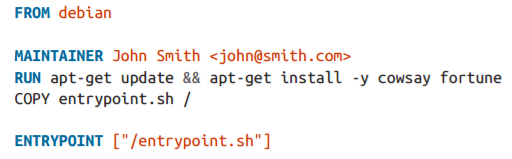 FROM debian
MAINTAINER John Smith <john@smith.com>
RUN apt-get update && apt-get install -y cowsay fortune
COPY entrypoint.sh /
ENTRYPOINT ["/entrypoint.sh"]